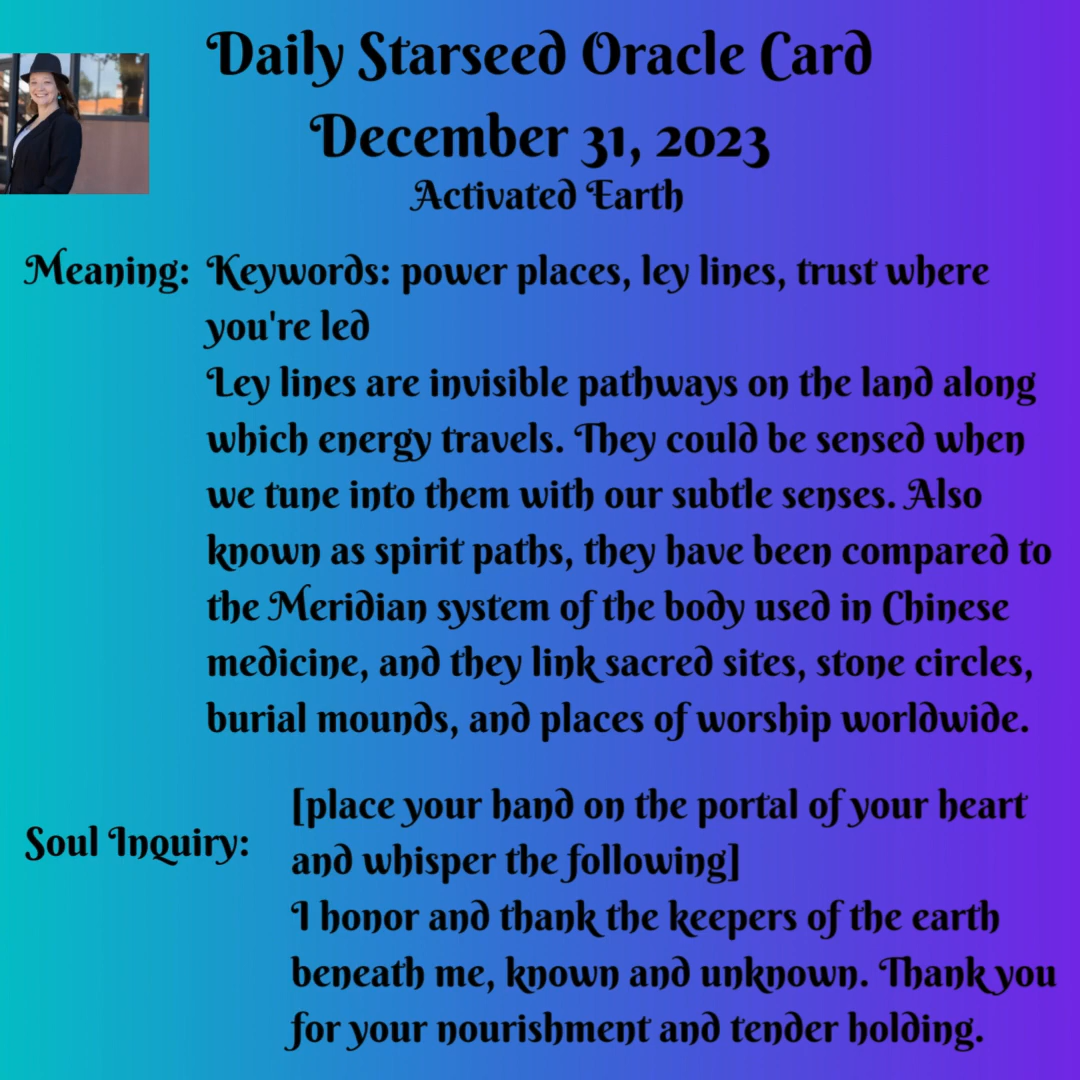 Daily Starseed Oracle Card
December 31, 2023
Activated Earth
Meaning: Keywords: power places, ley lines, trust where
you're led
Ley lines are invisible pathways on the land along
which energy travels. They could be sensed when
we tune into them with our subtle senses. Also
known as spirit paths, they have been compared to
the Meridian system of the body used in Chinese
medicine, and they link sacred sites, stone circles,
burial mounds, and places of worship worldwide.
Soul Inquiry:
[place your hand on the portal of your heart
and whisper the following]
I honor and thank the keepers of the earth
beneath me, known and unknown. Thank you
for your nourishment and tender holding.